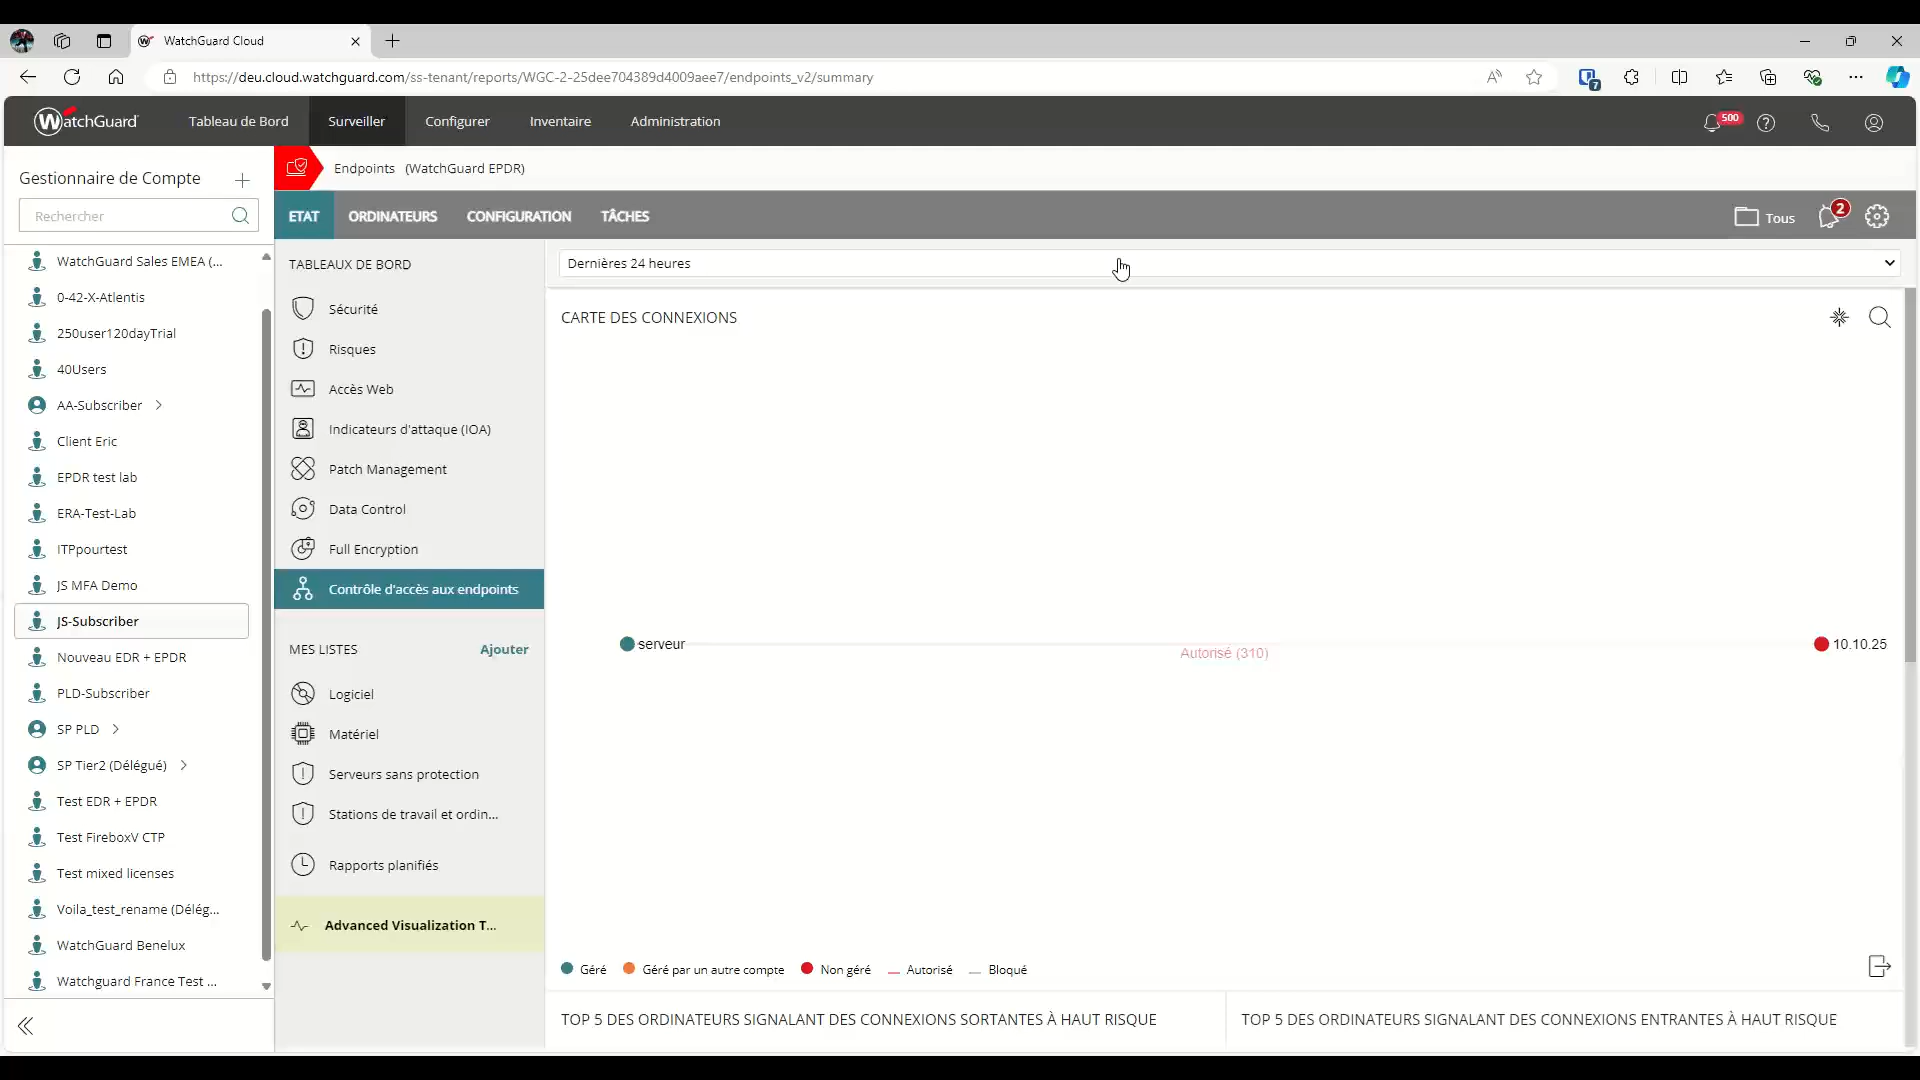 WatchGuard Cloud
https://deu.cloud.watchguard.com/ss-tenant/reports/WGC-2-25dee704389d4009aee7/endpoints_v2/summary
7
WatchGuard
Tableau de Bord
Surveiller
Configurer
Inventaire
Administration
500
Gestionnaire de Compte
Rechercher
WatchGuard Sales EMEA (...
0-42-X-Atlentis
250user120dayTrial
40Users
AA-Subscriber
Client Eric
EPDR test lab
ERA-Test-Lab
ITPpourtest
JS MFA Demo
JS-Subscriber
Nouveau EDR + EPDR
PLD-Subscriber
SP PLD
SP Tier2 (Délégué)
Test EDR + EPDR
Test FireboxV CTP
Test mixed licenses
Voila_test_rename (Délég...
WatchGuard Benelux
Watchguard France Test ...
Endpoints (WatchGuard EPDR)
ETAT
ORDINATEURS
CONFIGURATION
TÂCHES
Tous
2
TABLEAUX DE BORD
Sécurité
Risques
Accès Web
Indicateurs d'attaque (IOA)
Patch Management
Data Control
Full Encryption
Contrôle d'accès aux endpoints
MES LISTES
Ajouter
Logiciel
Matériel
Serveurs sans protection
Stations de travail et ordin...
Rapports planifiés
Advanced Visualization T...
Dernières 24 heures
CARTE DES CONNEXIONS
serveur
Autorisé (310)
10.10.25
Géré
Géré par un autre compte
Non géré
Autorisé
Bloqué
TOP 5 DES ORDINATEURS SIGNALANT DES CONNEXIONS SORTANTES À HAUT RISQUE
TOP 5 DES ORDINATEURS SIGNALANT DES CONNEXIONS ENTRANTES À HAUT RISQUE